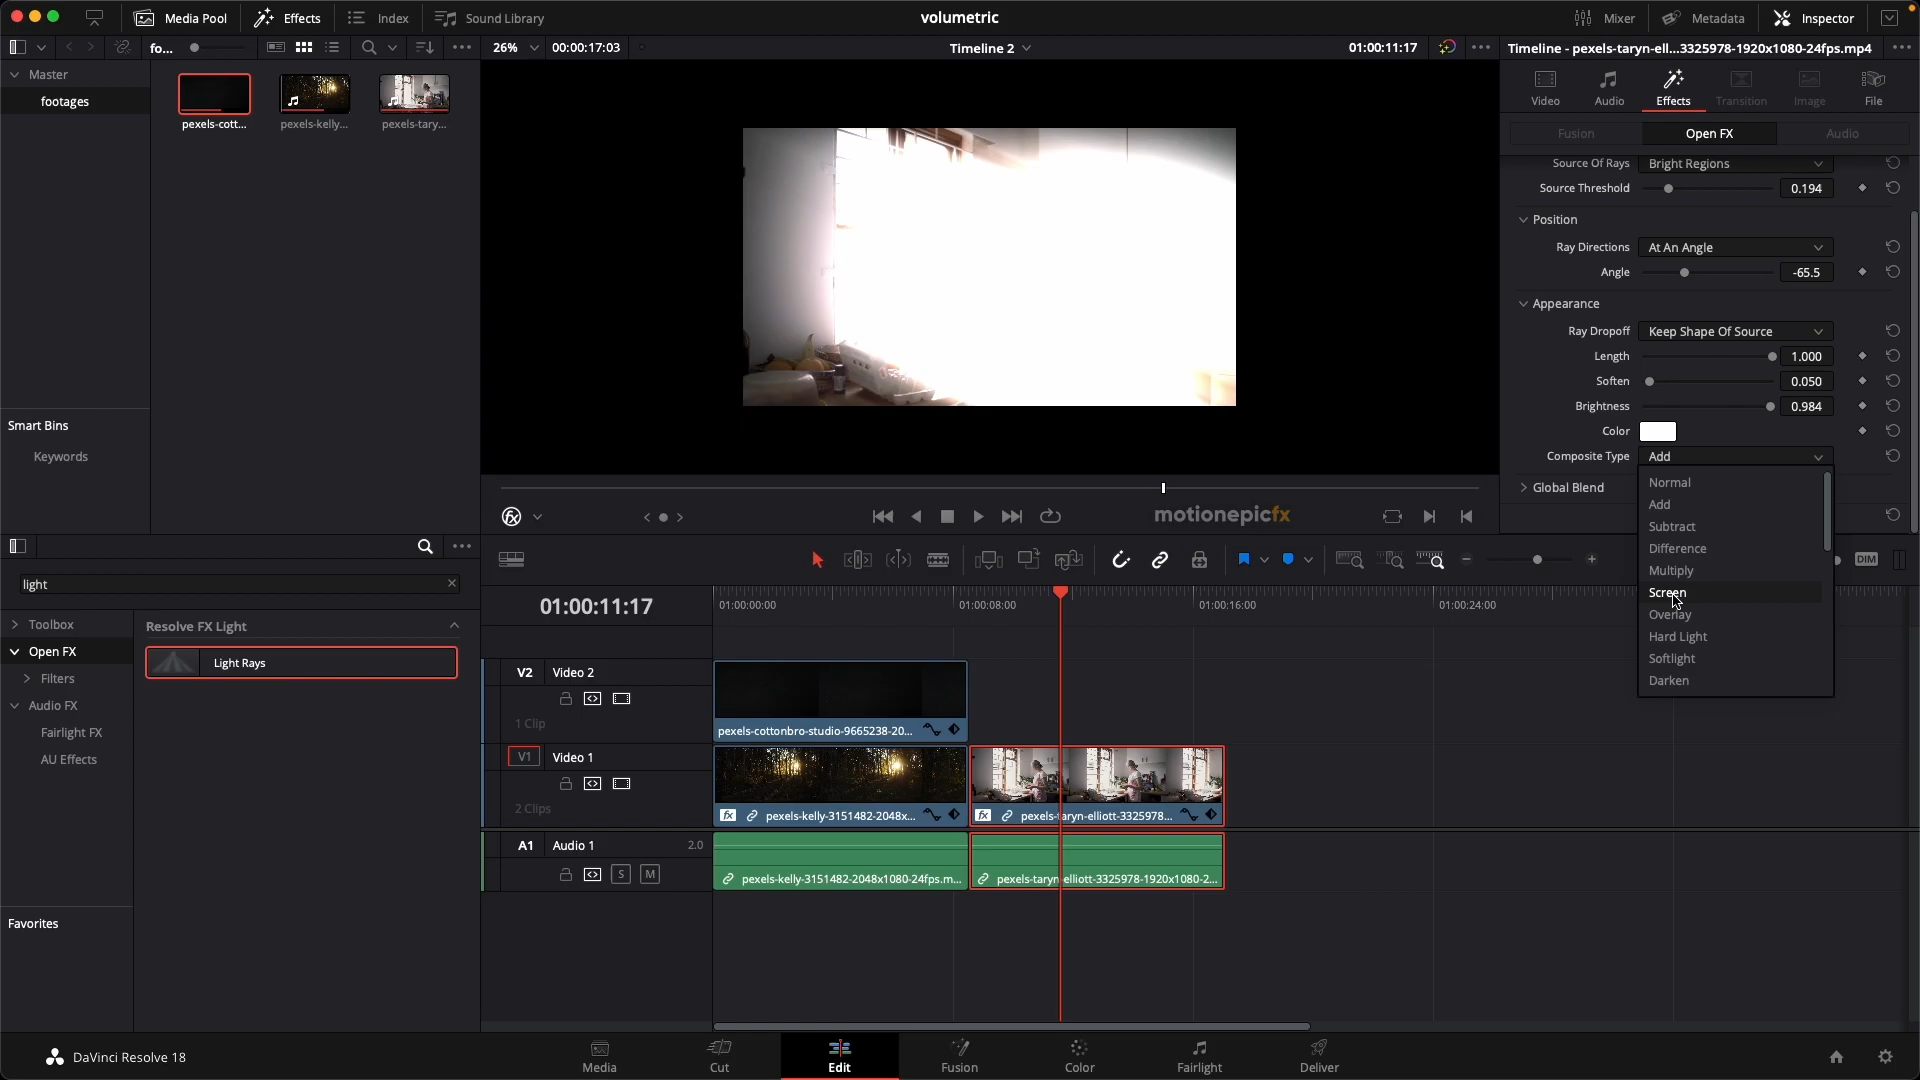 Media Pool
Effects
Index
Sound Library
volumetric
Mixer
Metadata
Inspector
fo...
26%
00:00:17:03
Timeline 2
01:00:11:17
Timeline - pexels-taryn-ell...3325978-1920x1080-24fps.mp4
Master
footages
pexels-cott...
pexels-kelly...
pexels-tary...
Video
Audio
Effects
Transition
Image
File
Fusion
Open FX
Audio
Source Of Rays
Bright Regions
Source Threshold
0.194
Position
Ray Directions
At An Angle
Angle
-65.5
Appearance
Ray Dropoff
Keep Shape Of Source
Length
1.000
Soften
0.050
Brightness
0.984
Color
Composite Type
Add
Global Blend
Normal
Add
Subtract
Difference
Multiply
Screen
Overlay
Hard Light
Softlight
Darken
Smart Bins
Keywords
motionepicfx
DIM
light
Toolbox
Open FX
Filters
Audio FX
Fairlight FX
AU Effects
Favorites
Resolve FX Light
Light Rays
01:00:11:17
01:00:00:00
01:00:08:00
01:00:16:00
01:00:24:00
V2
Video 2
1 Clip
pexels-cottonbro-studio-9665238-20...
V1
Video 1
2 Clips
fx
pexels-kelly-3151482-2048x...
fx
pexels-taryn-elliott-3325978...
A1
Audio 1
2.0
S
M
pexels-kelly-3151482-2048x1080-24fps.m...
pexels-taryn-elliott-3325978-1920x1080-2...
DaVinci Resolve 18
Media
Cut
Edit
Fusion
Color
Fairlight
Deliver